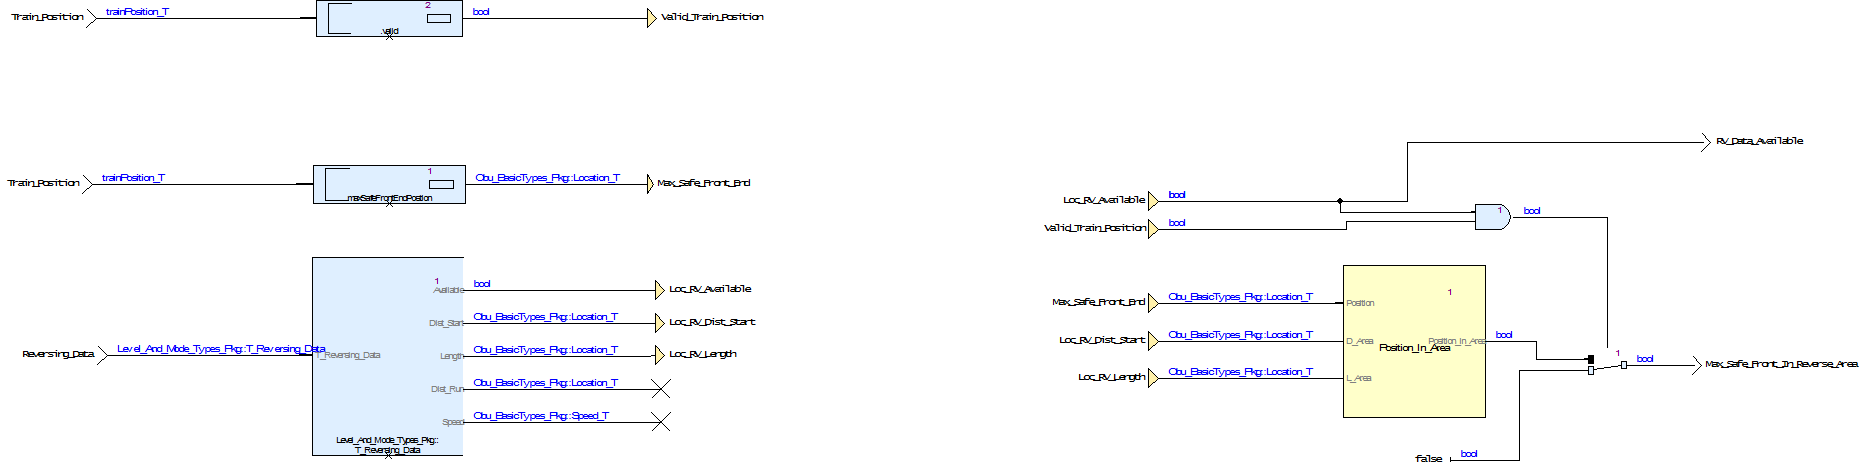 Train_Position
trainPosition_T
2
.valid
bool
Valid_Train_Position
Train_Position
trainPosition_T
1
.maxSafeFrontEndPostion
Obu_BasicTypes_Pkg::Location_T
Max_Safe_Front_End
Reversing_Data
Level_And_Mode_Types_Pkg::T_Reversing_Data
T_Reversing_Data
1
Available
bool
Loc_RV_Available
Dist_Start
Obu_BasicTypes_Pkg::Location_T
Loc_RV_Dist_Start
Length
Obu_BasicTypes_Pkg::Location_T
Loc_RV_Length
Dist_Run
Obu_BasicTypes_Pkg::Location_T
Speed
Obu_BasicTypes_Pkg::Speed_T
Level_And_Mode_Types_Pkg::
T_Reversing_Data
RV_Data_Available
Loc_RV_Available
bool
Valid_Train_Position
bool
1
bool
Max_Safe_Front_End
Obu_BasicTypes_Pkg::Location_T
Position
1
Loc_RV_Dist_Start
Obu_BasicTypes_Pkg::Location_T
D_Area
Position_In_Area
Position_In_Area
bool
Loc_RV_Length
Obu_BasicTypes_Pkg::Location_T
L_Area
1
bool
Max_Safe_Front_In_Reverse_Area
false
bool